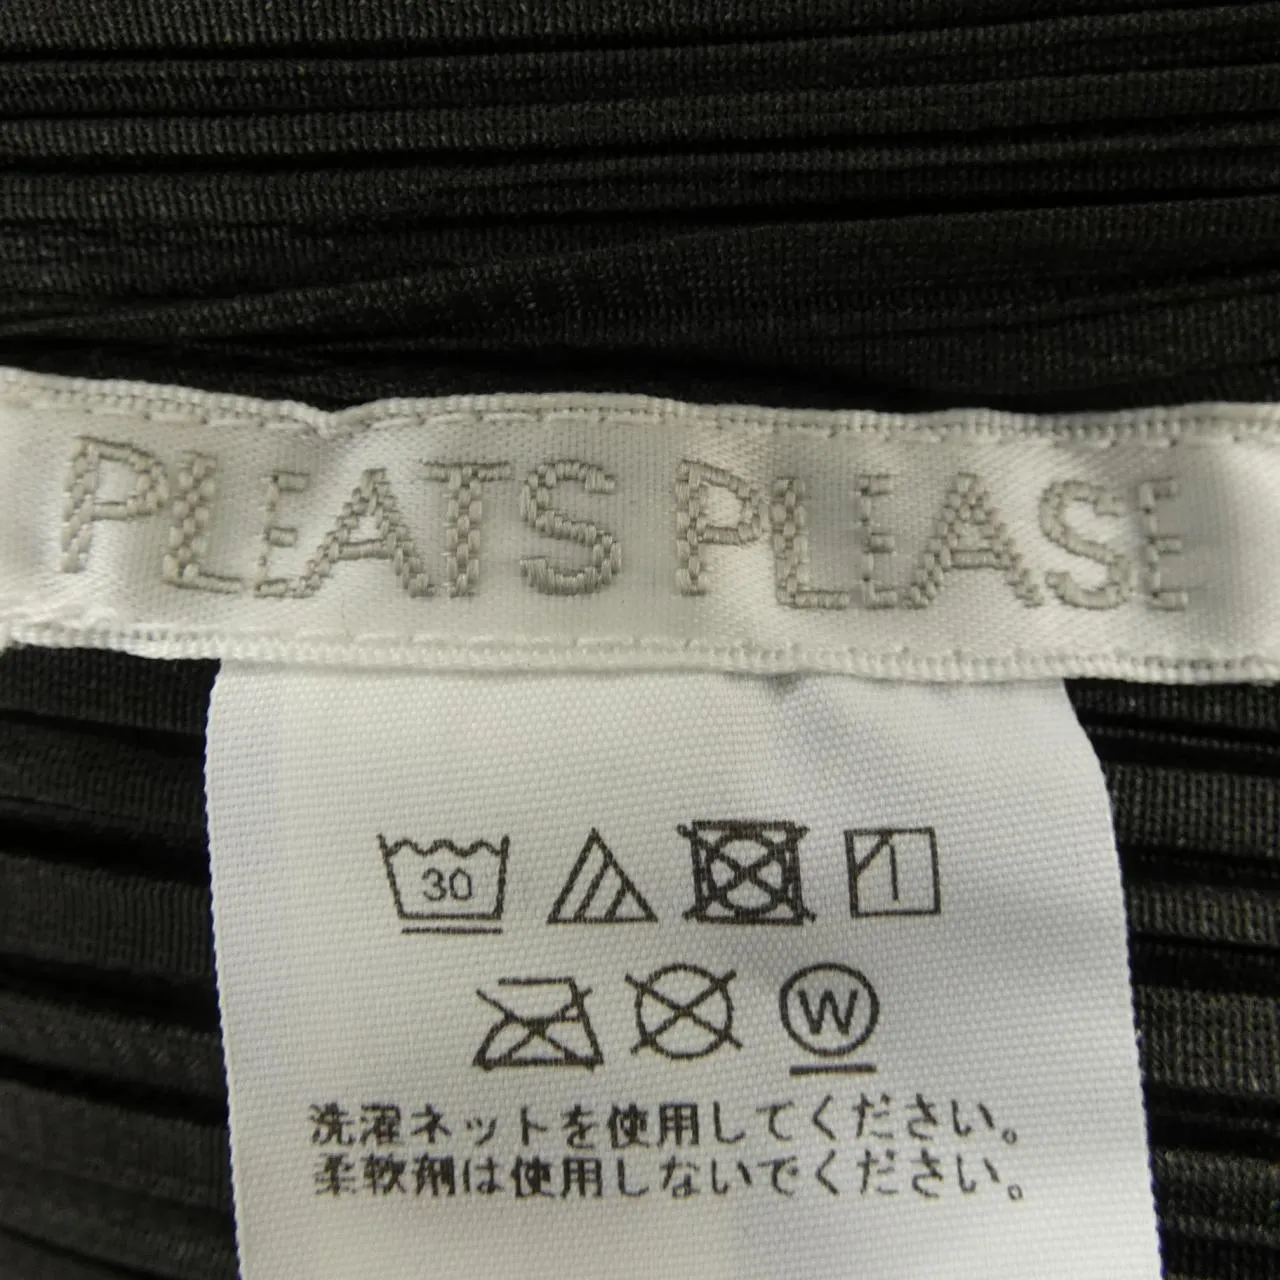 PLEATS PLEASE
30
W
洗濯ネットを使用してください。
柔軟剤は使用しないでください。